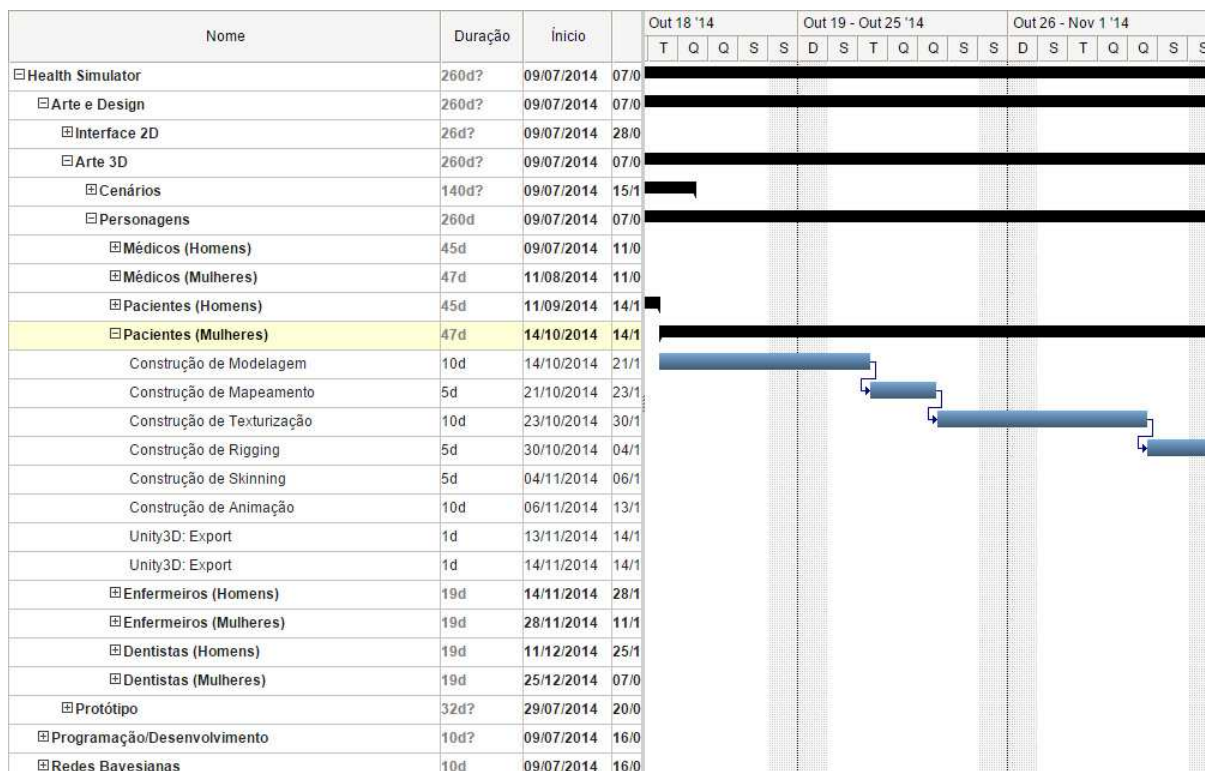 Nome Duração Ínicio Out 18 '14 Out 19 - Out 25 '14 Out 26 - Nov 1 '14
T Q Q S S D S T Q Q S S D S T Q Q S S
Health Simulator 260d? 09/07/2014 07/0
Arte e Design 260d? 09/07/2014 07/0
Interface 2D 26d? 09/07/2014 28/0
Arte 3D 260d? 09/07/2014 07/0
Cenários 140d? 09/07/2014 15/1
Personagens 260d 09/07/2014 07/0
Médicos (Homens) 45d 09/07/2014 11/0
Médicos (Mulheres) 47d 11/08/2014 11/0
Pacientes (Homens) 45d 11/09/2014 14/1
Pacientes (Mulheres) 47d 14/10/2014 14/1
Construção de Modelagem 10d 14/10/2014 21/1
Construção de Mapeamento 5d 21/10/2014 23/1
Construção de Texturização 10d 23/10/2014 30/1
Construção de Rigging 5d 30/10/2014 04/1
Construção de Skinning 5d 04/11/2014 06/1
Construção de Animação 10d 06/11/2014 13/1
Unity3D: Export 1d 13/11/2014 14/1
Unity3D: Export 1d 14/11/2014 14/1
Enfermeiros (Homens) 19d 14/11/2014 28/1
Enfermeiros (Mulheres) 19d 28/11/2014 11/1
Dentistas (Homens) 19d 11/12/2014 25/1
Dentistas (Mulheres) 19d 25/12/2014 07/0
Protótipo 32d? 29/07/2014 20/0
Programação/Desenvolvimento 10d? 09/07/2014 16/0
Redes Bayesianas 10d 09/07/2014 16/0